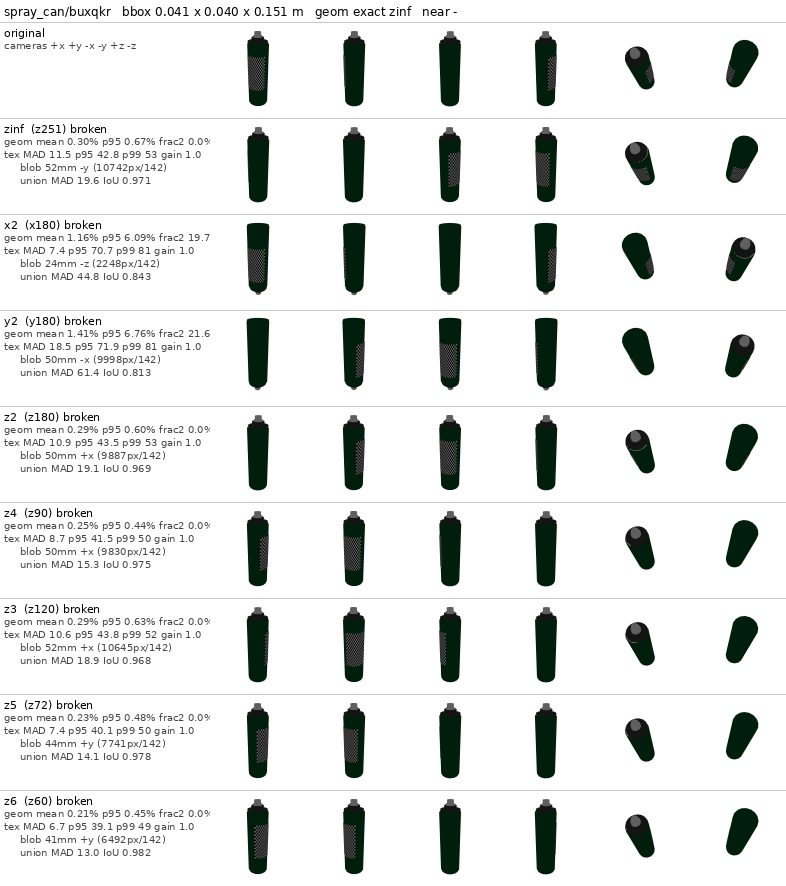 spray_can/buxqkr bbox 0.041 x 0.040 x 0.151 m geom exact zinf near -
original
cameras +x +y -x -y +z -z
zinf (z251) broken
geom mean 0.30% p95 0.67% frac2 0.0%
tex MAD 11.5 p95 42.8 p99 53 gain 1.0
blob 52mm -y (10742px/142)
union MAD 19.6 IoU 0.971
x2 (x180) broken
geom mean 1.16% p95 6.09% frac2 19.7
tex MAD 7.4 p95 70.7 p99 81 gain 1.0
blob 24mm -z (2248px/142)
union MAD 44.8 IoU 0.843
y2 (y180) broken
geom mean 1.41% p95 6.76% frac2 21.6
tex MAD 18.5 p95 71.9 p99 81 gain 1.0
blob 50mm -x (9998px/142)
union MAD 61.4 IoU 0.813
z2 (z180) broken
geom mean 0.29% p95 0.60% frac2 0.0%
tex MAD 10.9 p95 43.5 p99 53 gain 1.0
blob 50mm +x (9887px/142)
union MAD 19.1 IoU 0.969
z4 (z90) broken
geom mean 0.25% p95 0.44% frac2 0.0%
tex MAD 8.7 p95 41.5 p99 50 gain 1.0
blob 50mm +x (9830px/142)
union MAD 15.3 IoU 0.975
z3 (z120) broken
geom mean 0.29% p95 0.63% frac2 0.0%
tex MAD 10.6 p95 43.8 p99 52 gain 1.0
blob 52mm +x (10645px/142)
union MAD 18.9 IoU 0.968
z5 (z72) broken
geom mean 0.23% p95 0.48% frac2 0.0%
tex MAD 7.4 p95 40.1 p99 50 gain 1.0
blob 44mm +y (7741px/142)
union MAD 14.1 IoU 0.978
z6 (z60) broken
geom mean 0.21% p95 0.45% frac2 0.0%
tex MAD 6.7 p95 39.1 p99 49 gain 1.0
blob 41mm +y (6492px/142)
union MAD 13.0 IoU 0.982